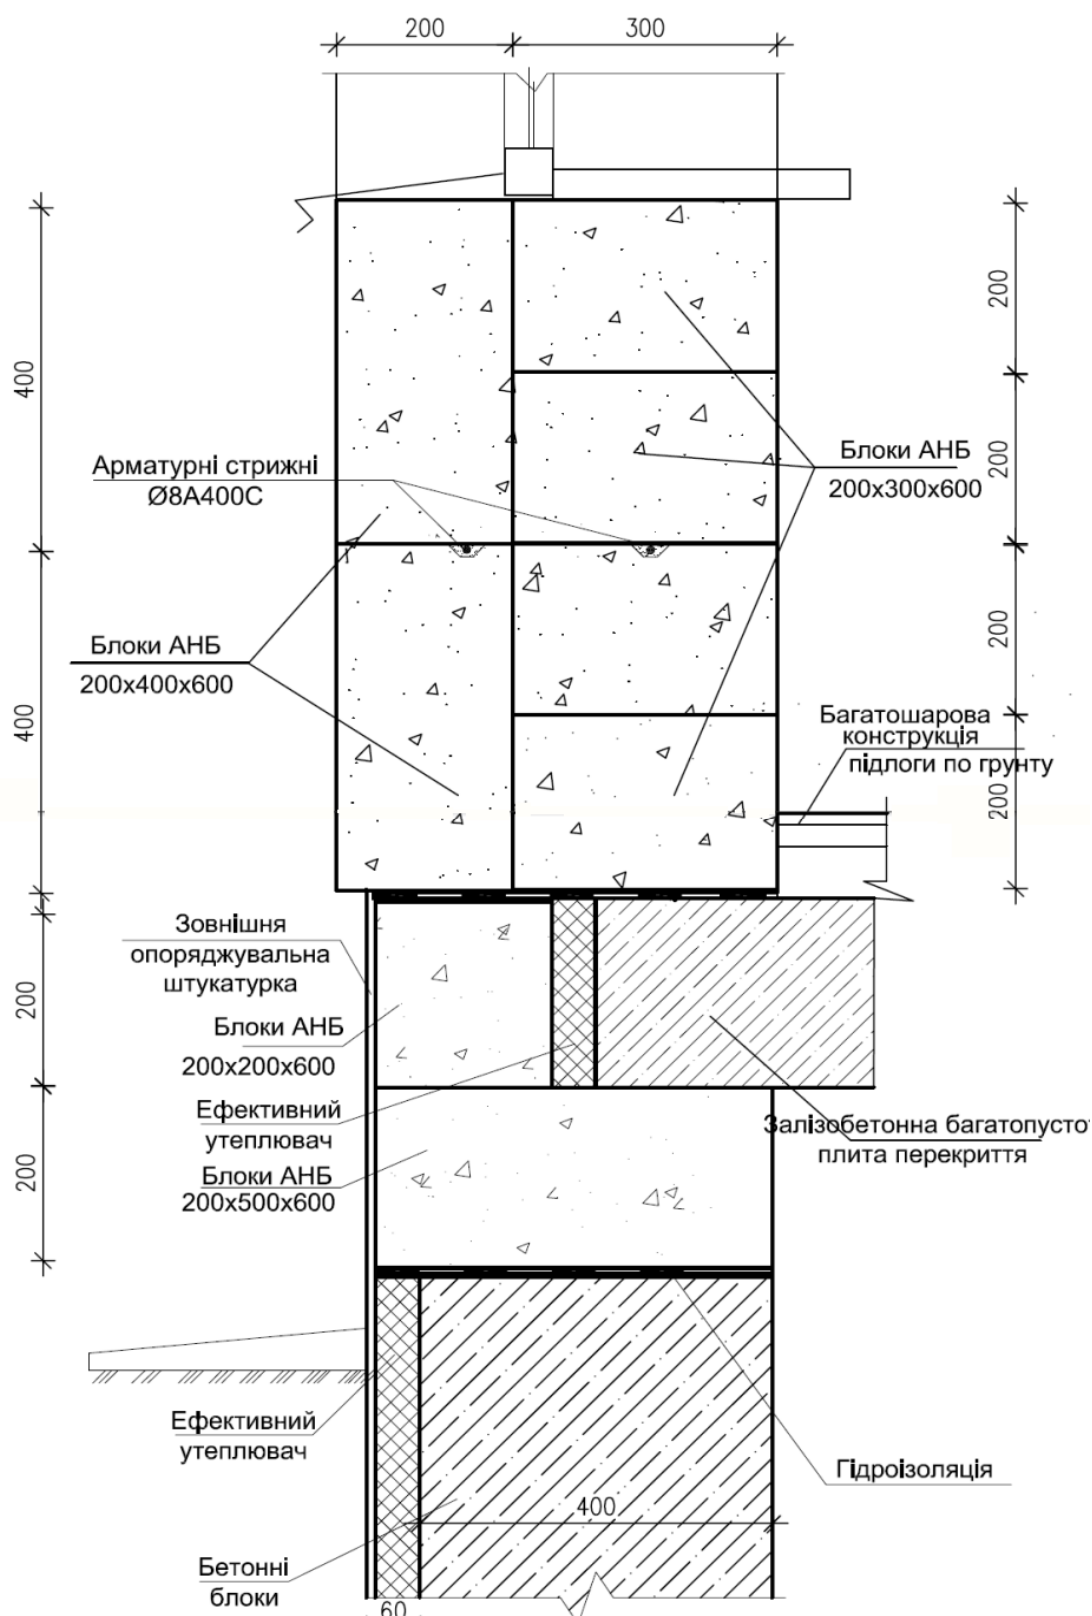 200
300
400
200
200
Арматурні стрижні
Ø8А400С
Блоки АНБ
200х300х600
Блоки АНБ
200х400х600
200
400
Багатошарова
конструкція
підлоги по грунту
200
Зовнішня
опоряджувальна
штукатурка
200
Блоки АНБ
200х200х600
Ефективний
утеплювач
Залізобетонна багатопустот
плита перекриття
200
Блоки АНБ
200х500х600
Ефективний
утеплювач
Гідроізоляція
400
Бетонні
блоки
60